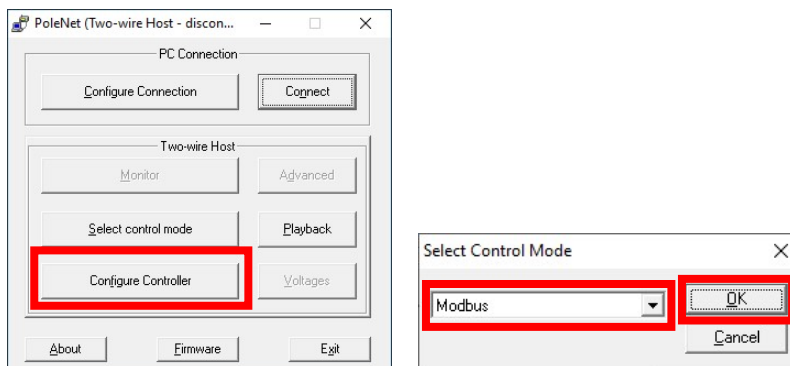 PoleNet (Two-wire Host - discon...
PC Connection
Configure Connection
Connect
Two-wire Host
Monitor
Advanced
Select control mode
Playback
Configure Controller
Voltages
About
Firmware
Exit
Select Control Mode
Modbus
OK
Cancel